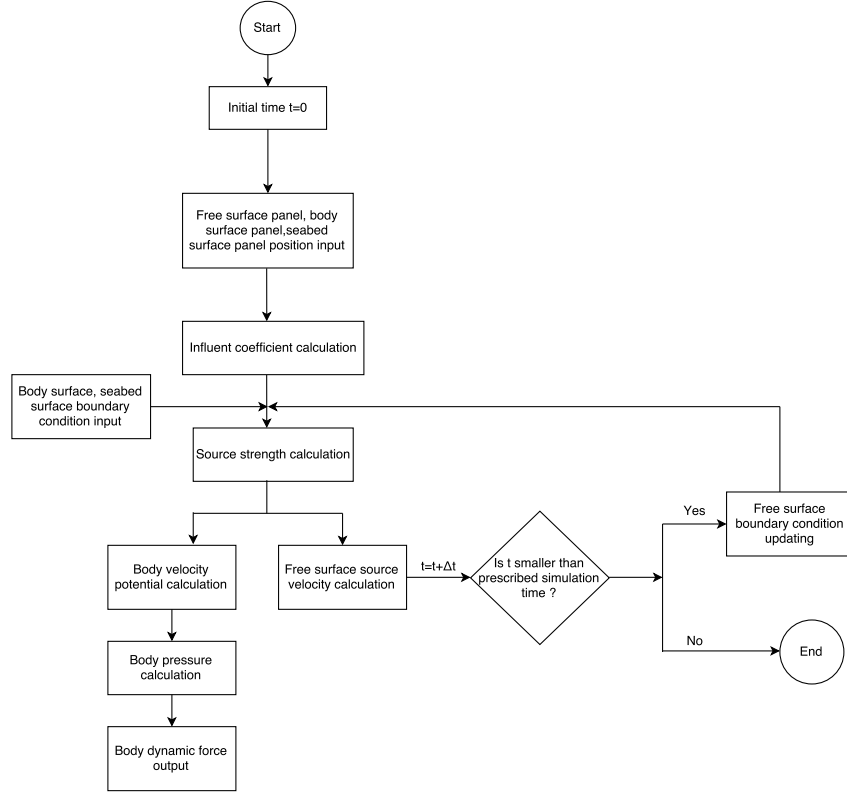 Start
Initial time t=0
Free surface panel, body
surface panel,seabed
surface panel position input
Influent coefficient calculation
Body surface, seabed
surface boundary
condition input
Source strength calculation
Body velocity
potential calculation
Free surface source
velocity calculation
t=t+Δt
Is t smaller than
prescribed simulation
time ?
Yes
Free surface
boundary condition
updating
No
End
Body pressure
calculation
Body dynamic force
output